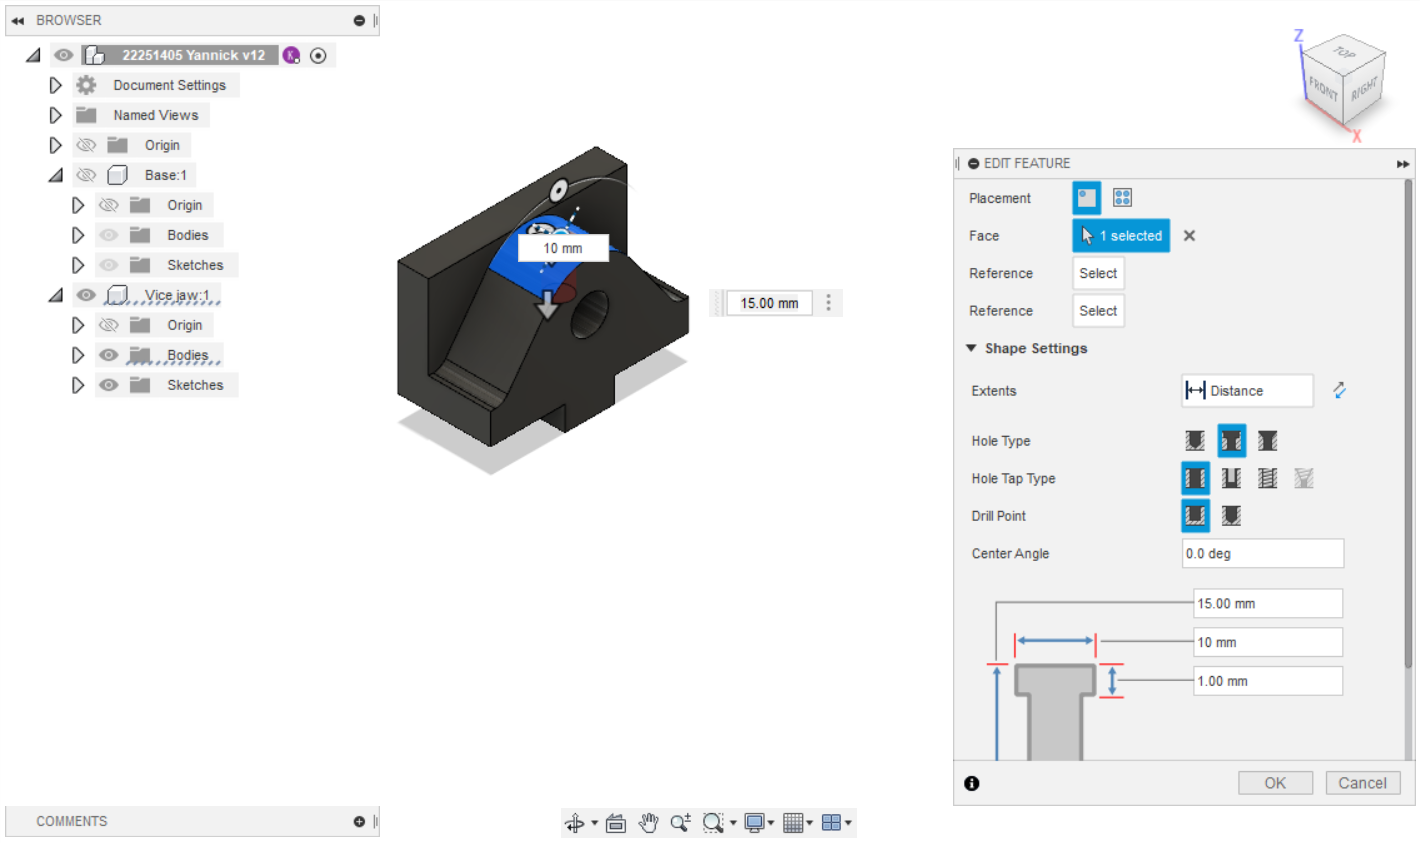 BROWSER
22251405 Yannick v12
K
Document Settings
Named Views
Origin
Base:1
Origin
Bodies
Sketches
Vice jaw:1
Origin
Bodies
Sketches
10 mm
15.00 mm
Z
TOP
FRONT
RIGHT
X
EDIT FEATURE
Placement
Face
1 selected
Reference
Select
Reference
Select
Shape Settings
Extents
Distance
Hole Type
Hole Tap Type
Drill Point
Center Angle
0.0 deg
15.00 mm
10 mm
1.00 mm
OK
Cancel
COMMENTS